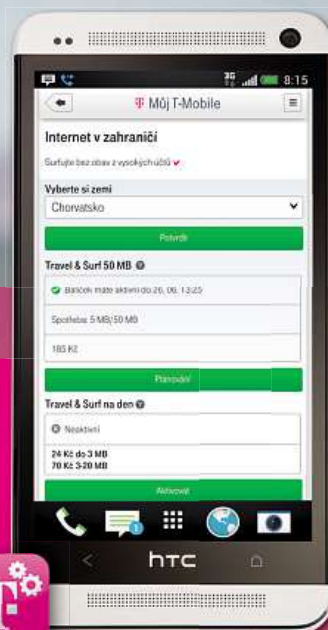 3G 8:15
Můj T-Mobile
Internet v zahraničí
Surfujte bez obav z vysokých účtů
Vyberte si zemi
Chorvatsko
Potvrdit
Travel & Surf 50 MB
Balíček máte aktivní do 26. 06. 13:25
Spotřeba: 5 MB/50 MB
185 Kč
Plánování
Travel & Surf na den
Neaktivní
24 Kč do 3 MB
70 Kč 3-20 MB
Aktivovat
1
hTC